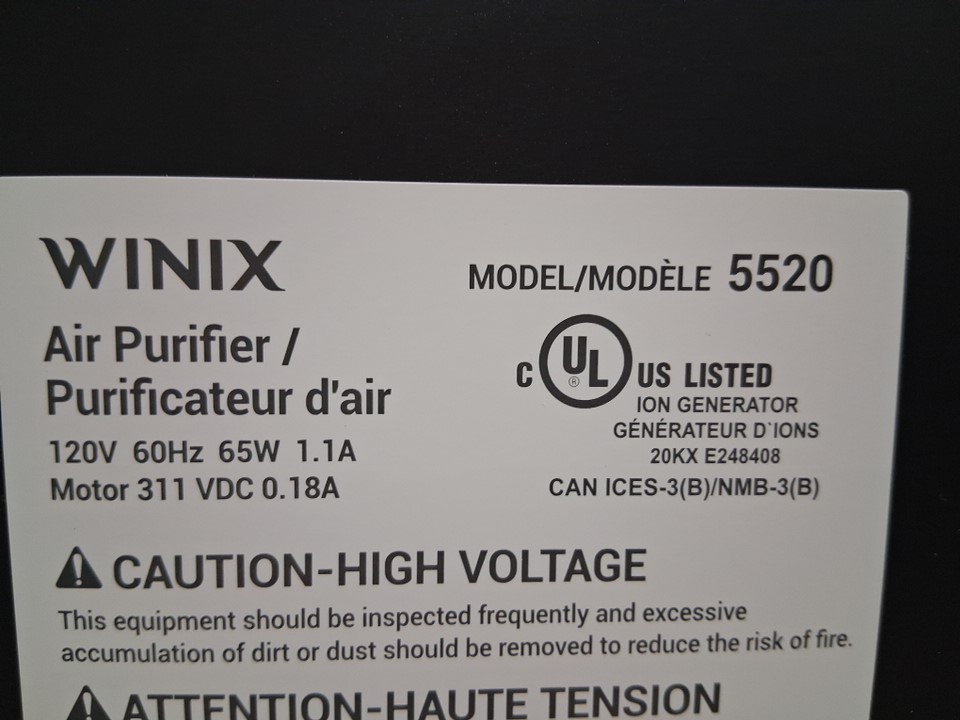 WINIX
MODEL/MODÈLE 5520
Air Purifier /
Purificateur d'air
120V 60Hz 65W 1.1A
Motor 311 VDC 0.18A
C UL® US LISTED
ION GENERATOR
GÉNÉRATEUR D`IONS
20KX E248408
CAN ICES-3(B)/NMB-3(B)
CAUTION-HIGH VOLTAGE
This equipment should be inspected frequently and excessive
accumulation of dirt or dust should be removed to reduce the risk of fire.
ATTENTION-HAUTE TENSION